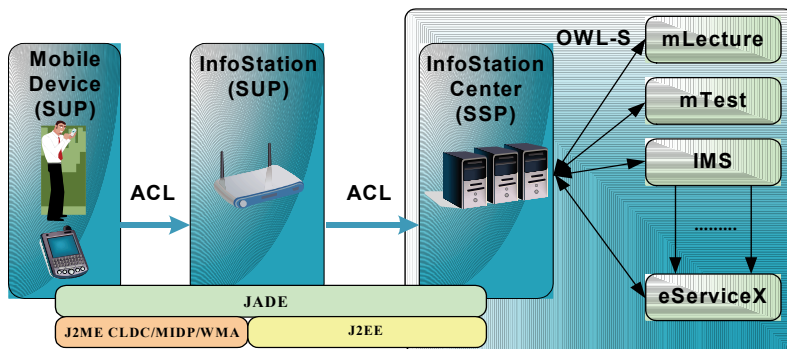 Mobile
Device
(SUP)
ACL
InfoStation
(SUP)
ACL
InfoStation
Center
(SSP)
OWL-S
mLecture
mTest
IMS
.........
eServiceX
JADE
J2ME CLDC/MIDP/WMA
J2EE